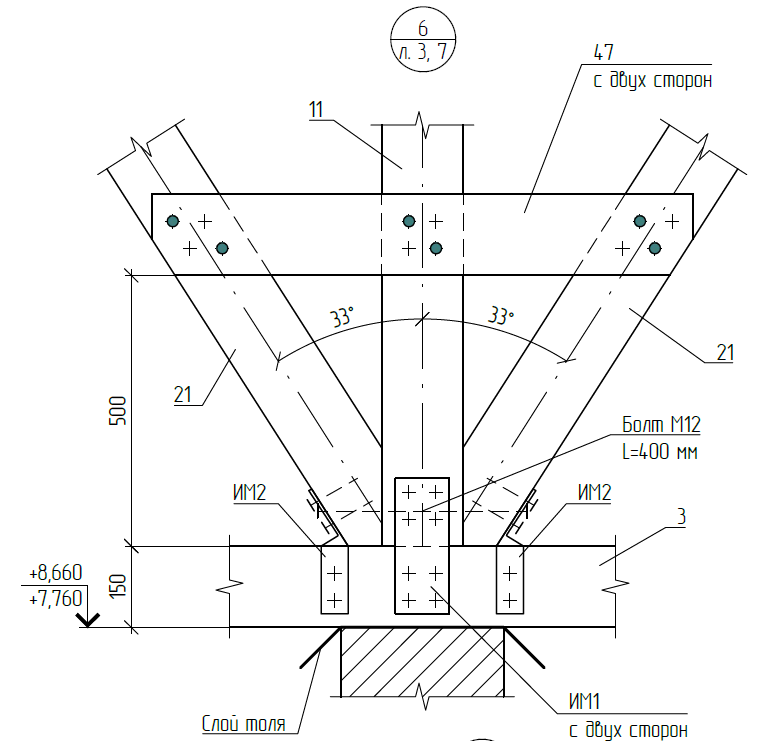 6
л. 3, 7
47
с двух сторон
11
33°
33°
21
21
500
Болт М12
L=400 мм
ИМ2
ИМ2
3
+8,660
+7,760
150
Слой толя
ИМ1
с двух сторон